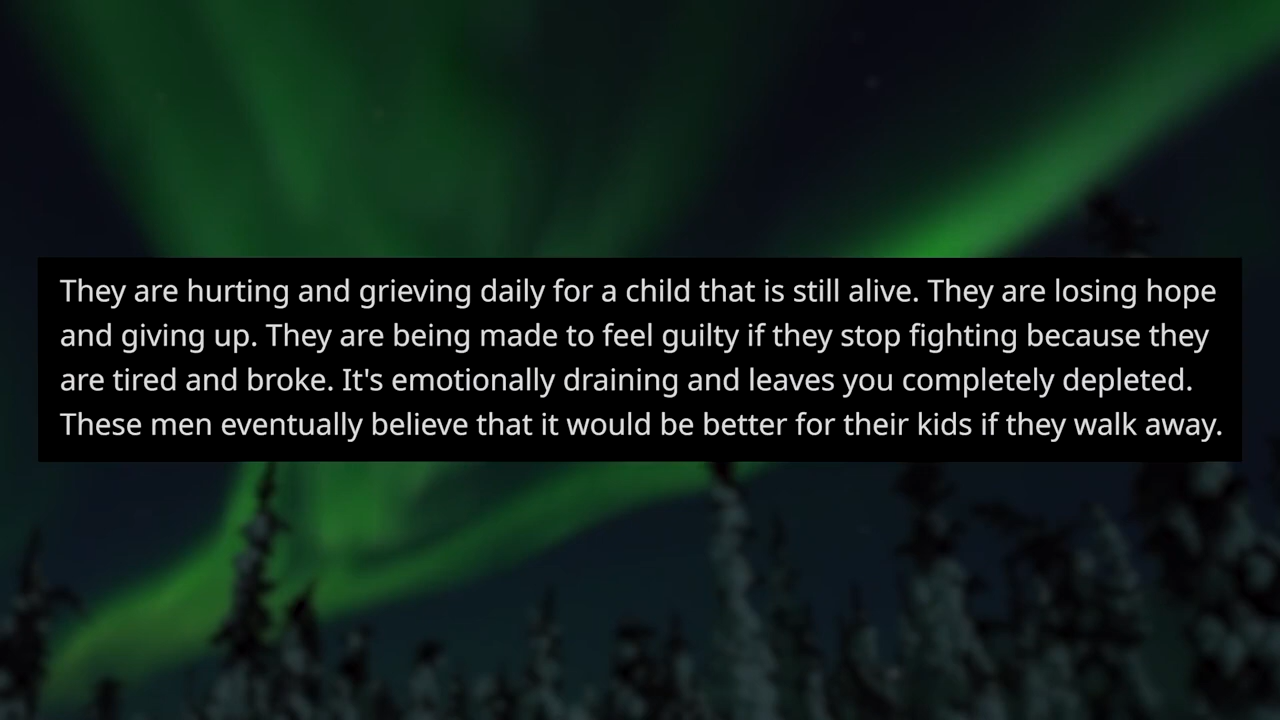 They are hurting and grieving daily for a child that is still alive. They are losing hope
and giving up. They are being made to feel guilty if they stop fighting because they
are tired and broke. It's emotionally draining and leaves you completely depleted.
These men eventually believe that it would be better for their kids if they walk away.